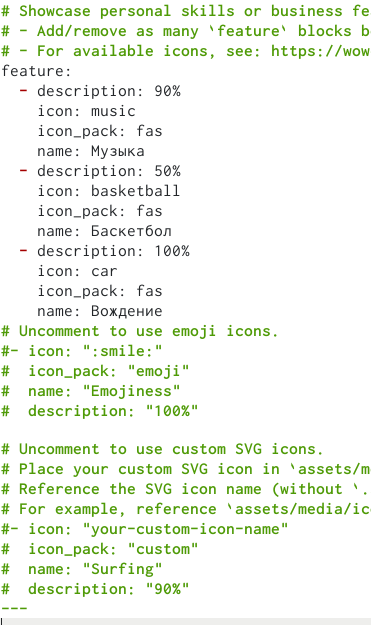 # Showcase personal skills or business fe
# - Add/remove as many `feature` blocks b
# - For available icons, see: https://wow
feature:
  - description: 90%
    icon: music
    icon_pack: fas
    name: Музыка
  - description: 50%
    icon: basketball
    icon_pack: fas
    name: Баскетбол
  - description: 100%
    icon: car
    icon_pack: fas
    name: Вождение
# Uncomment to use emoji icons.
#- icon: ":smile:"
#  icon_pack: "emoji"
#  name: "Emojiness"
#  description: "100%"

# Uncomment to use custom SVG icons.
# Place your custom SVG icon in `assets/m
# Reference the SVG icon name (without `.
# For example, reference `assets/media/ic
#- icon: "your-custom-icon-name"
#  icon_pack: "custom"
#  name: "Surfing"
#  description: "90%"
---